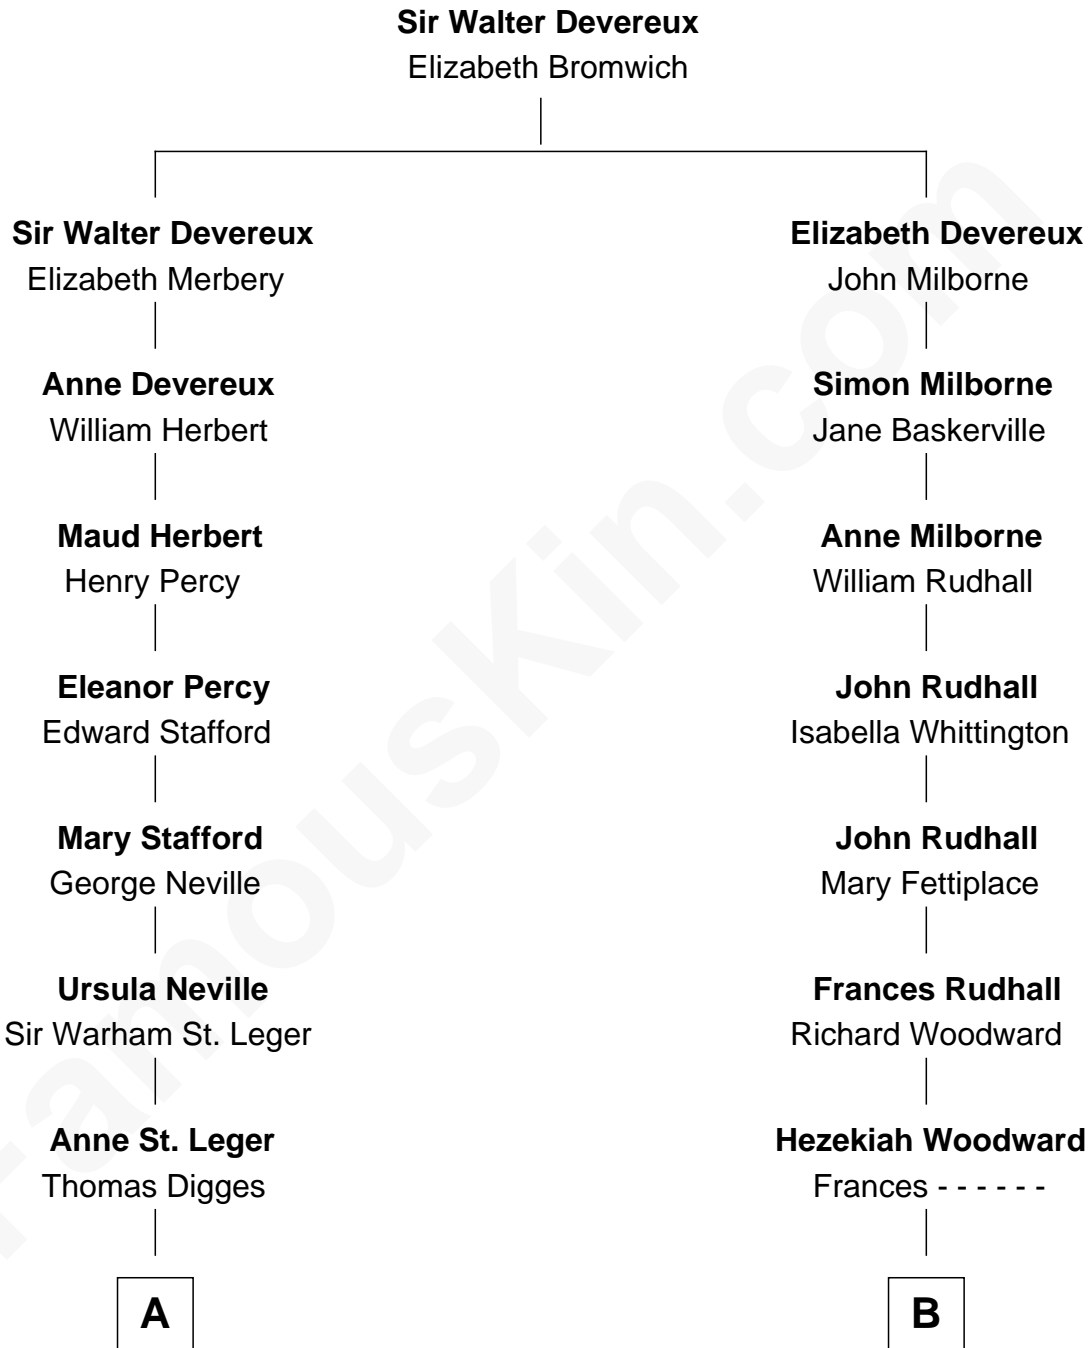 Sir Walter Devereux
Elizabeth Bromwich
Sir Walter Devereux
Elizabeth Merbery
Anne Devereux
William Herbert
Maud Herbert
Henry Percy
Eleanor Percy
Edward Stafford
Mary Stafford
George Neville
Ursula Neville
Sir Warham St. Leger
Anne St. Leger
Thomas Digges
A
Elizabeth Devereux
John Milborne
Simon Milborne
Jane Baskerville
Anne Milborne
William Rudhall
John Rudhall
Isabella Whittington
John Rudhall
Mary Fettiplace
Frances Rudhall
Richard Woodward
Hezekiah Woodward
Frances - - - - - -
B
FamousKin.com